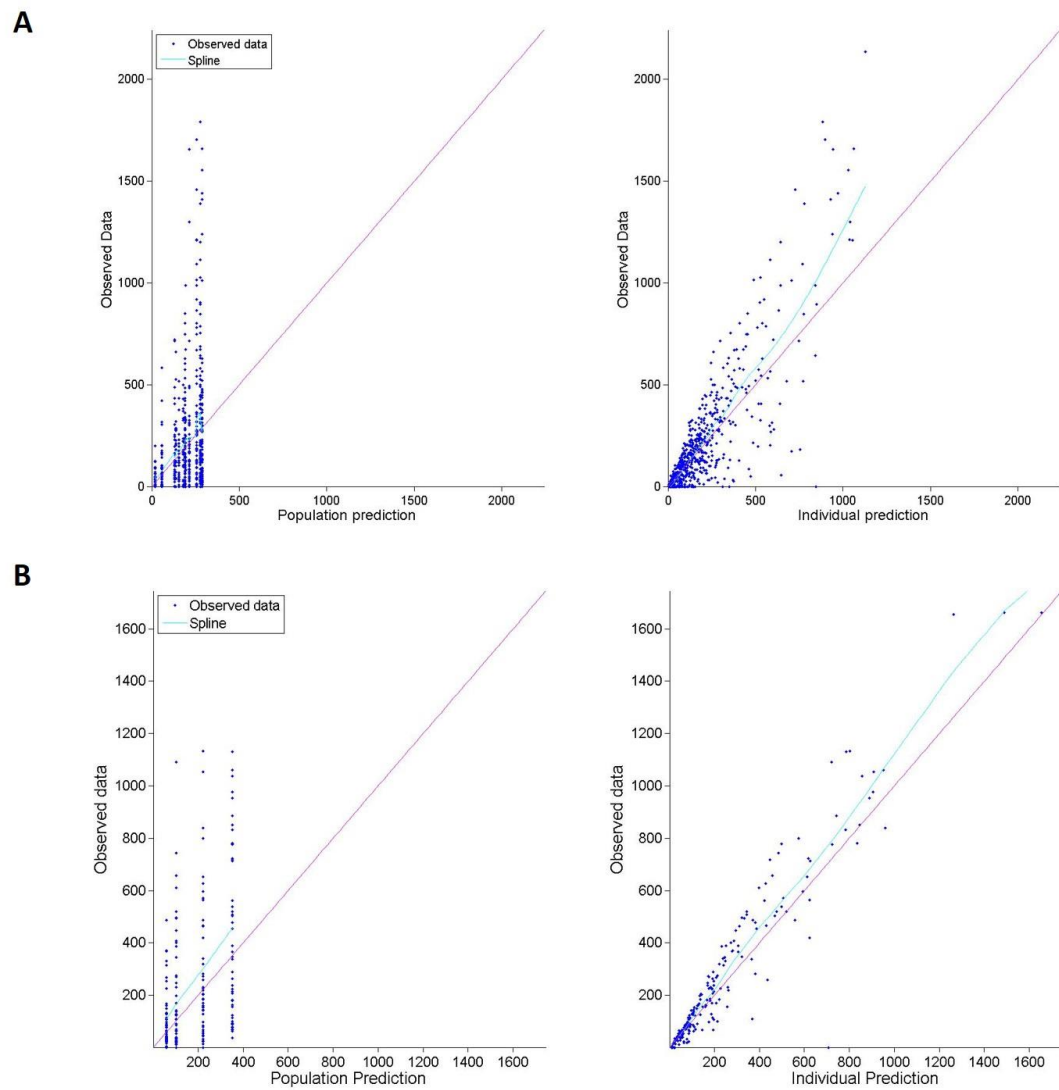 A
Observed data
Spline
2000
1500
1000
500
0
Observed Data
0 500 1000 1500 2000
Population prediction
2000
1500
1000
500
0
0 500 1000 1500 2000
Individual prediction
B
Observed data
Spline
1600
1400
1200
1000
800
600
400
200
Observed data
200 400 600 800 1000 1200 1400 1600
Population Prediction
1600
1400
1200
1000
800
600
400
200
Observed data
200 400 600 800 1000 1200 1400 1600
Individual Prediction